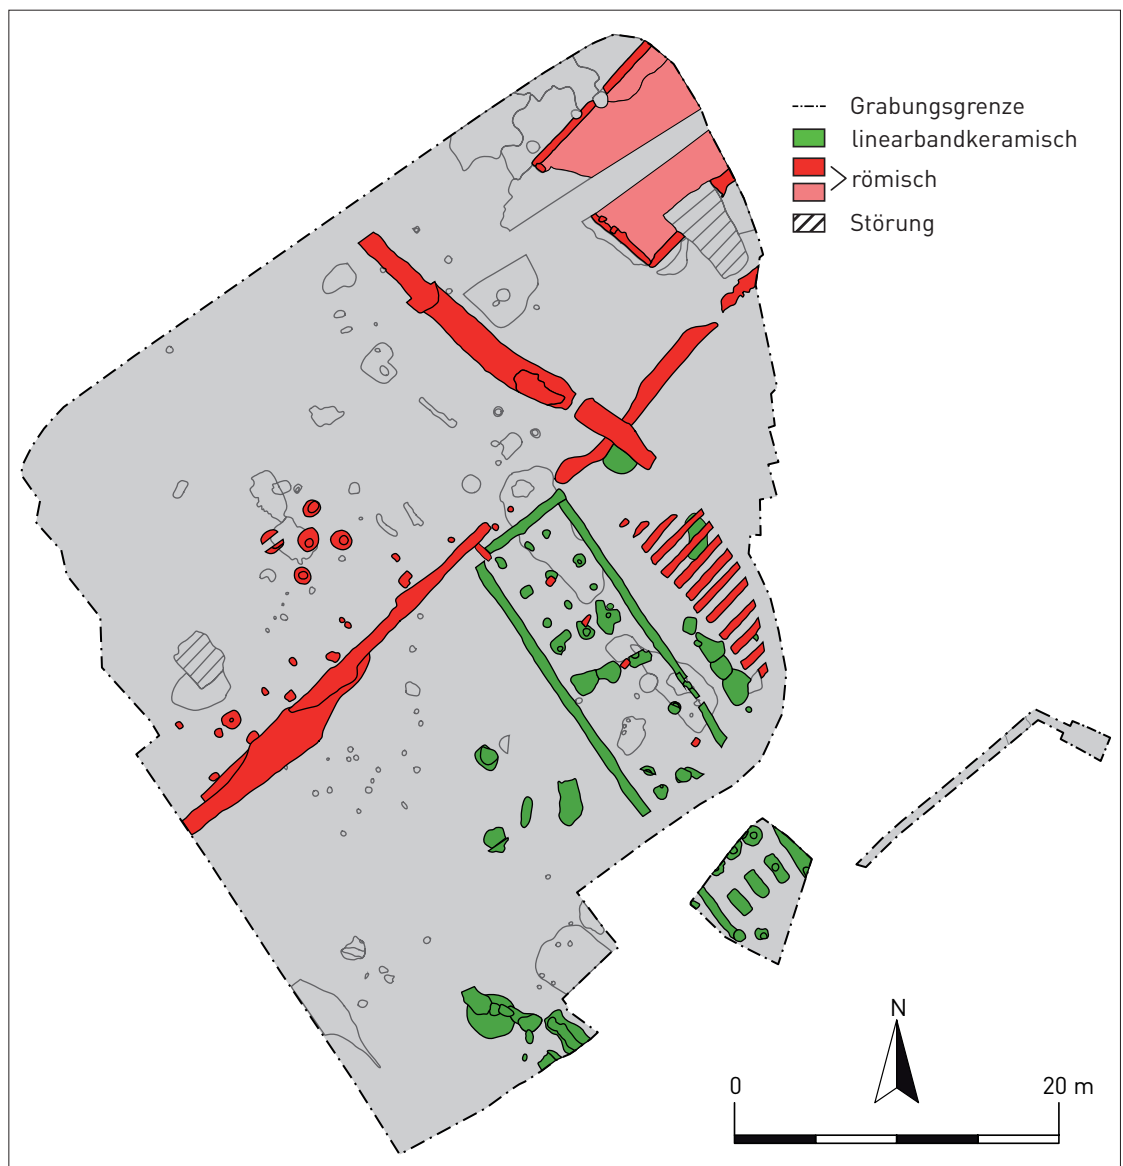 Grabungsgrenze
linearbandkeramisch
römisch
Störung
N
0 20 m